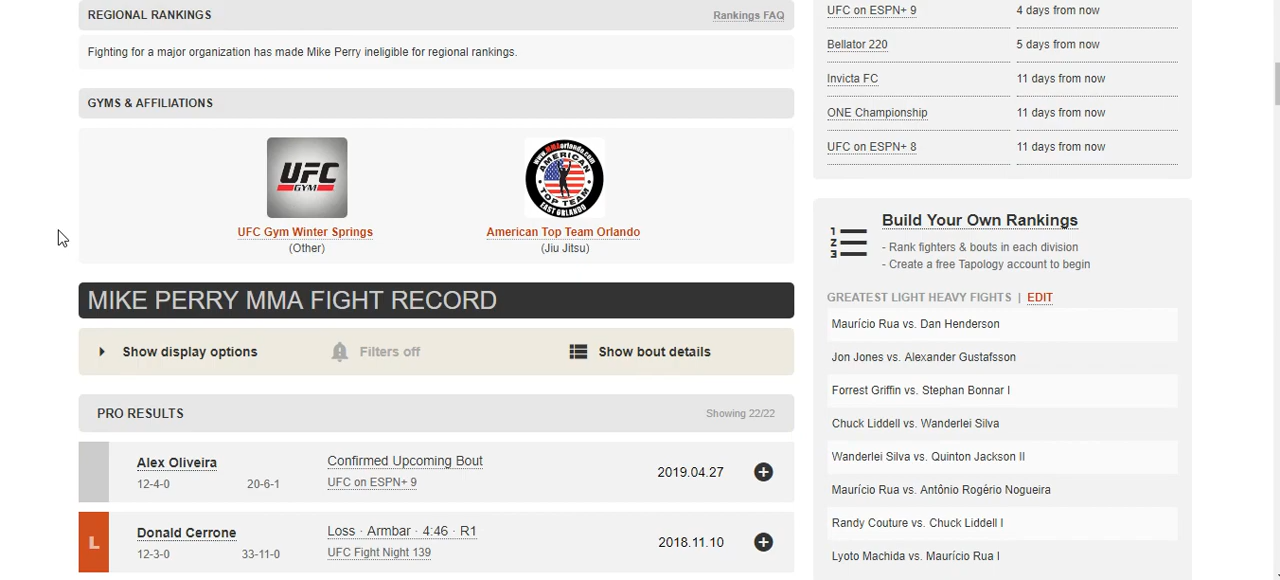 REGIONAL RANKINGS
Rankings FAQ
Fighting for a major organization has made Mike Perry ineligible for regional rankings.
GYMS & AFFILIATIONS
UFC
GYM
www.MMAorlando.com
AMERICAN
TOP TEAM
EAST ORLANDO
UFC Gym Winter Springs
American Top Team Orlando
(Other)
(Jiu Jitsu)
MIKE PERRY MMA FIGHT RECORD
Show display options
Filters off
Show bout details
PRO RESULTS
Showing 22/22
Alex Oliveira
Confirmed Upcoming Bout
12-4-0
20-6-1
UFC on ESPN+ 9
2019.04.27
L
Donald Cerrone
Loss · Armbar · 4:46 · R1
12-3-0
33-11-0
UFC Fight Night 139
2018.11.10
UFC on ESPN+ 9
4 days from now
Bellator 220
5 days from now
Invicta FC
11 days from now
ONE Championship
11 days from now
UFC on ESPN+ 8
11 days from now
1
2
3
Build Your Own Rankings
- Rank fighters & bouts in each division
- Create a free Tapology account to begin
GREATEST LIGHT HEAVY FIGHTS | EDIT
Maurício Rua vs. Dan Henderson
Jon Jones vs. Alexander Gustafsson
Forrest Griffin vs. Stephan Bonnar I
Chuck Liddell vs. Wanderlei Silva
Wanderlei Silva vs. Quinton Jackson II
Maurício Rua vs. Antônio Rogério Nogueira
Randy Couture vs. Chuck Liddell I
Lyoto Machida vs. Maurício Rua I